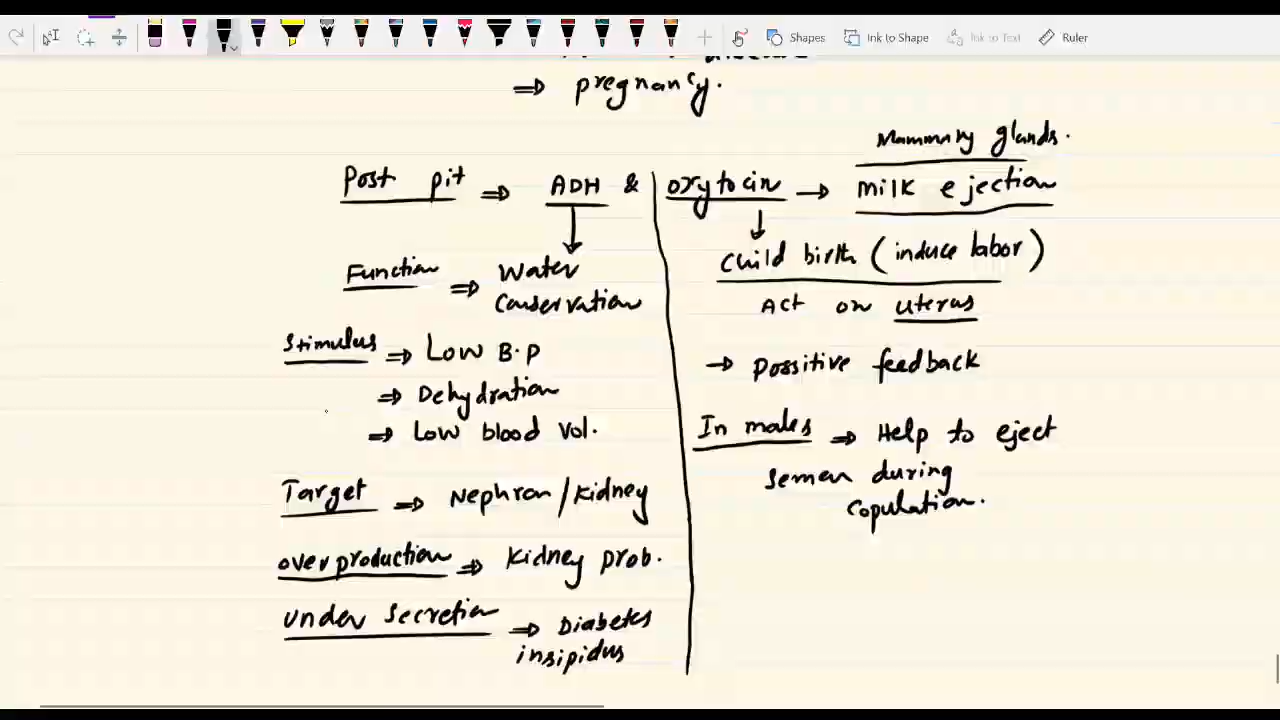 Shapes Ink to Shape Ink to Text Ruler
⇒ pregnancy.
Mammary glands.
Post pit ⇒ ADH & oxytocin → milk ejection
Child birth (induce labor)
Function ⇒ Water
Conservation
Act on uterus
Stimulus ⇒ Low B.P
→ possitive feedback
⇒ Dehydration
⇒ Low blood vol.
In males ⇒ Help to eject
semen during
copulation.
Target ⇒ Nephron/kidney
over production ⇒ kidney prob.
under secretion ⇒ Diabetes
insipidus